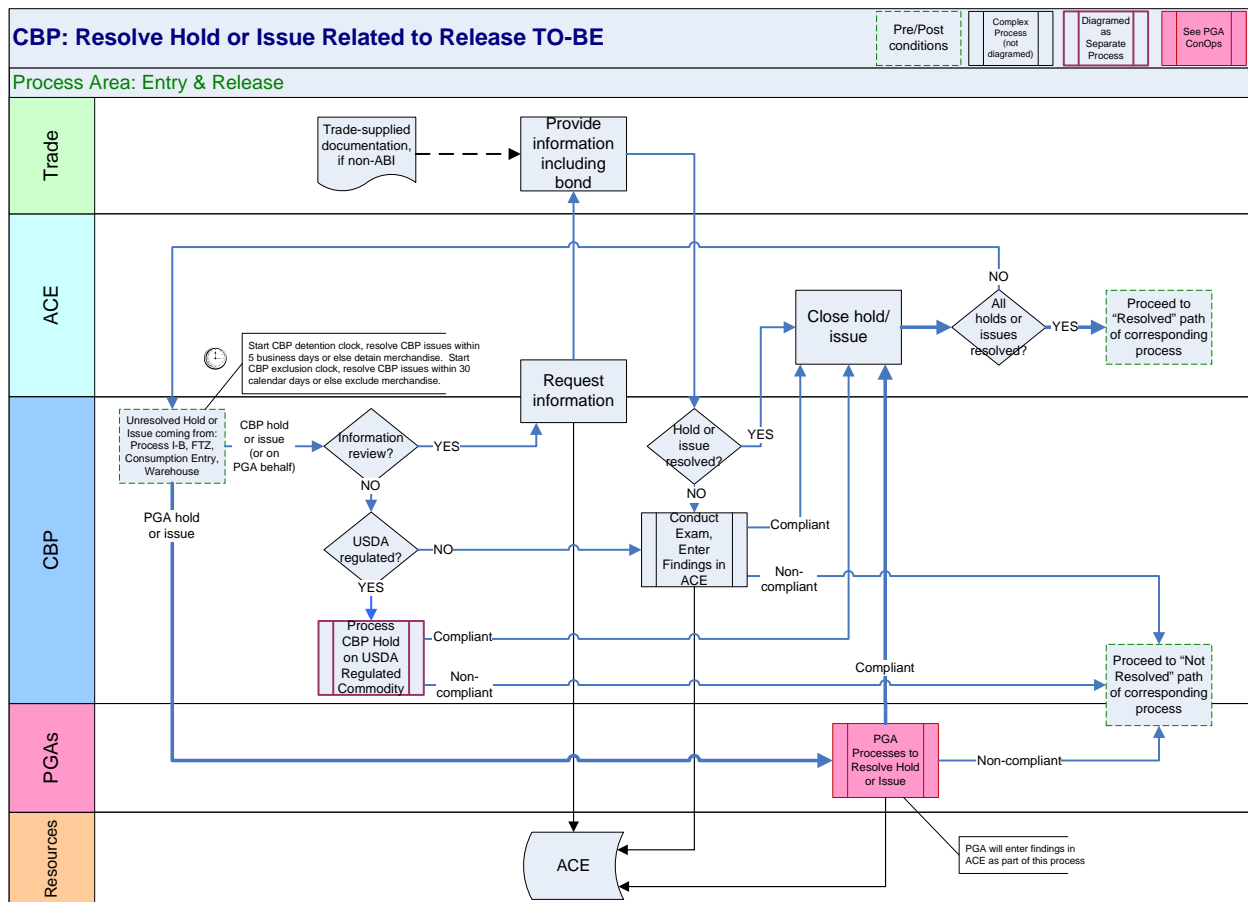 CBP: Resolve Hold or Issue Related to Release TO-BE
Pre/Post
conditions
Complex
Process
(not
diagramed)
Diagramed
as
Separate
Process
See PGA
ConOps
Process Area: Entry & Release
Trade
Trade-supplied
documentation,
if non-ABI
Provide
information
including
bond
ACE
Start CBP detention clock, resolve CBP issues within
5 business days or else detain merchandise. Start
CBP exclusion clock, resolve CBP issues within 30
calendar days or else exclude merchandise.
Request
information
Close hold/
issue
NO
All
holds or
issues
resolved?
YES
Proceed to
“Resolved” path
of corresponding
process
CBP
Unresolved Hold or
Issue coming from:
Process I-B, FTZ,
Consumption Entry,
Warehouse
CBP hold
or issue
(or on
PGA behalf)
Information
review?
YES
NO
PGA hold
or issue
USDA
regulated?
NO
YES
Process
CBP Hold
on USDA
Regulated
Commodity
Compliant
Non-
compliant
Hold or
issue
resolved?
YES
NO
Conduct
Exam,
Enter
Findings in
ACE
Compliant
Non-
compliant
Compliant
Proceed to “Not
Resolved” path
of corresponding
process
PGAs
PGA
Processes to
Resolve Hold
or Issue
Non-compliant
Resources
ACE
PGA will enter findings in
ACE as part of this process